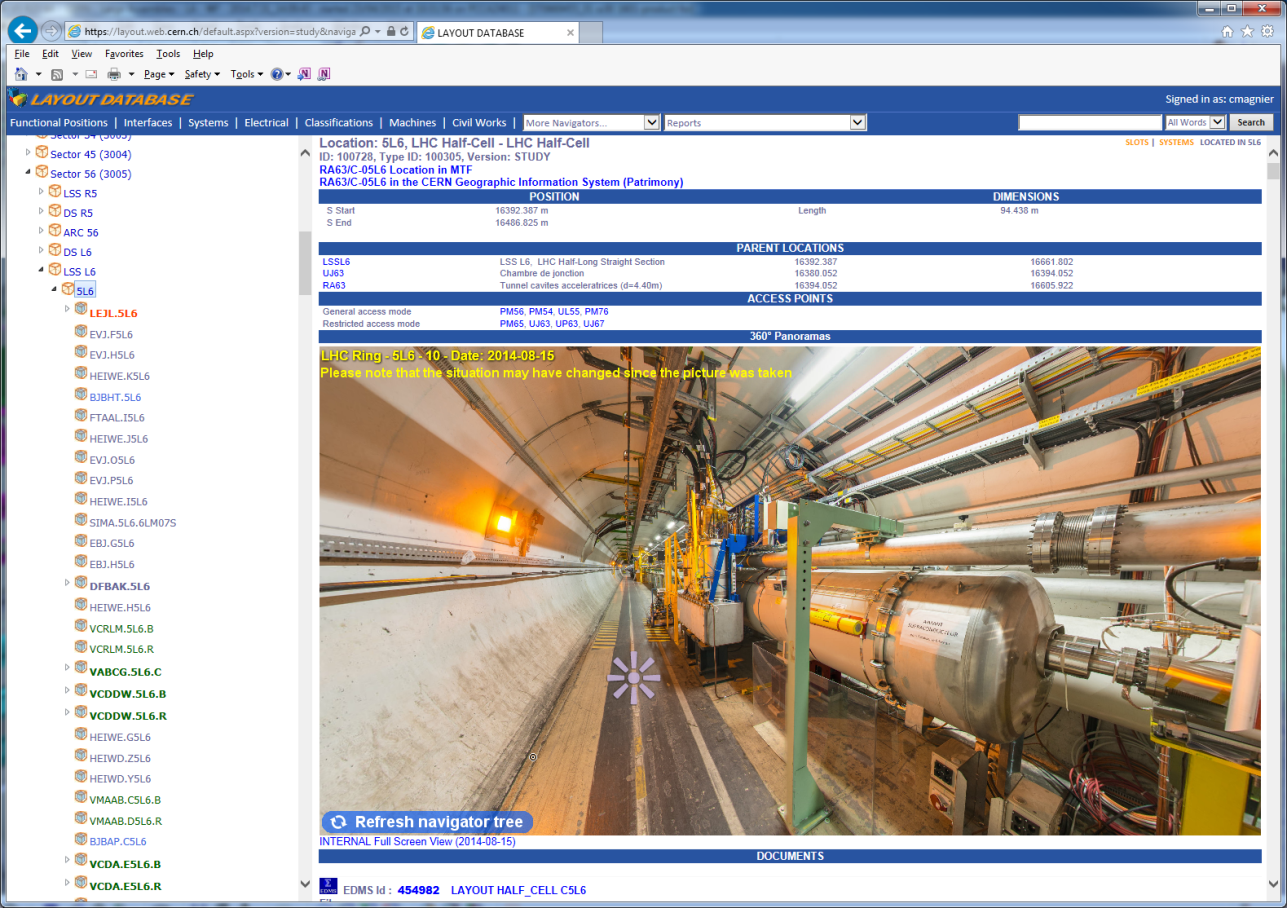 https://layout.web.cern.ch/default.aspx?version=study&naviga
LAYOUT DATABASE
File Edit View Favorites Tools Help
Page Safety Tools
LAYOUT DATABASE
Signed in as: cmagnier
Functional Positions | Interfaces | Systems | Electrical | Classifications | Machines | Civil Works | More Navigators... Reports All Words Search
Sector 34 (3003)
Sector 45 (3004)
Sector 56 (3005)
LSS R5
DS R5
ARC 56
DS L6
LSS L6
5L6
LEJL.5L6
EVJ.F5L6
EVJ.H5L6
HEIWE.K5L6
BJBHT.5L6
FTAAL.I5L6
HEIWE.J5L6
EVJ.O5L6
EVJ.P5L6
HEIWE.I5L6
SIMA.5L6.6LM07S
EBJ.G5L6
EBJ.H5L6
DFBAK.5L6
HEIWE.H5L6
VCRLM.5L6.B
VCRLM.5L6.R
VABCG.5L6.C
VCDDW.5L6.B
VCDDW.5L6.R
HEIWE.G5L6
HEIWD.Z5L6
HEIWD.Y5L6
VMAAB.C5L6.B
VMAAB.D5L6.R
BJBAP.C5L6
VCDA.E5L6.B
VCDA.E5L6.R
Location: 5L6, LHC Half-Cell - LHC Half-Cell
SLOTS | SYSTEMS LOCATED IN 5L6
ID: 100728, Type ID: 100305, Version: STUDY
RA63/C-05L6 Location in MTF
RA63/C-05L6 in the CERN Geographic Information System (Patrimony)
POSITION DIMENSIONS
S Start 16392.387 m Length 94.438 m
S End 16486.825 m
PARENT LOCATIONS
LSSL6 LSS L6, LHC Half-Long Straight Section 16392.387 16661.802
UJ63 Chambre de jonction 16380.052 16394.052
RA63 Tunnel cavites acceleratrices (d=4.40m) 16394.052 16605.922
ACCESS POINTS
General access mode PM56, PM54, UL55, PM76
Restricted access mode PM65, UJ63, UP63, UJ67
360° Panoramas
LHC Ring - 5L6 - 10 - Date: 2014-08-15
Please note that the situation may have changed since the picture was taken
Refresh navigator tree
INTERNAL Full Screen View (2014-08-15)
DOCUMENTS
EDMS
EDMS Id : 454982 LAYOUT HALF_CELL C5L6